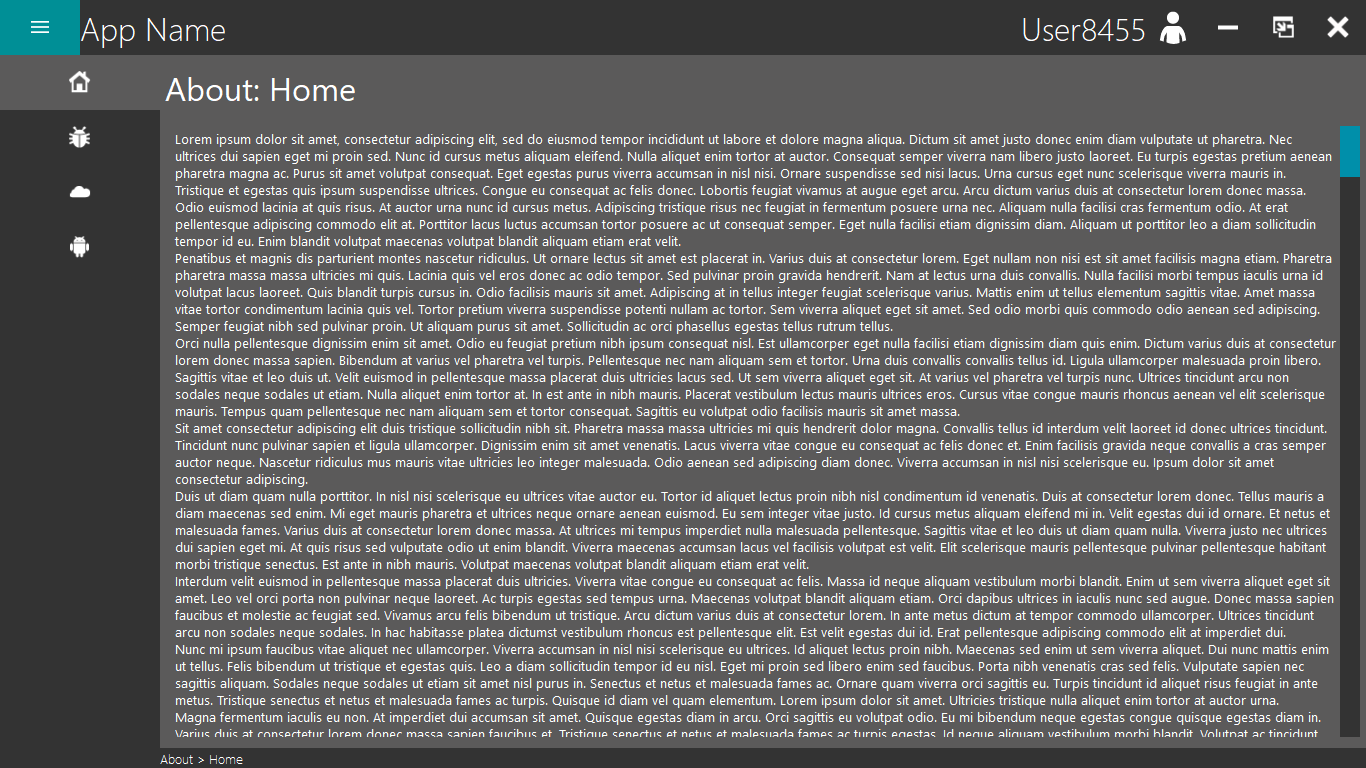 App Name
User8455
About: Home
Lorem ipsum dolor sit amet, consectetur adipiscing elit, sed do eiusmod tempor incididunt ut labore et dolore magna aliqua. Dictum sit amet justo donec enim diam vulputate ut pharetra. Nec
ultrices dui sapien eget mi proin sed. Nunc id cursus metus aliquam eleifend. Nulla aliquet enim tortor at auctor. Consequat semper viverra nam libero justo laoreet. Eu turpis egestas pretium aenean
pharetra magna ac. Purus sit amet volutpat consequat. Eget egestas purus viverra accumsan in nisl nisi. Ornare suspendisse sed nisi lacus. Urna cursus eget nunc scelerisque viverra mauris in.
Tristique et egestas quis ipsum suspendisse ultrices. Congue eu consequat ac felis donec. Lobortis feugiat vivamus at augue eget arcu. Arcu dictum varius duis at consectetur lorem donec massa.
Odio euismod lacinia at quis risus. At auctor urna nunc id cursus metus. Adipiscing tristique risus nec feugiat in fermentum posuere urna nec. Aliquam nulla facilisi cras fermentum odio. At erat
pellentesque adipiscing commodo elit at. Porttitor lacus luctus accumsan tortor posuere ac ut consequat semper. Eget nulla facilisi etiam dignissim diam. Aliquam ut porttitor leo a diam sollicitudin
tempor id eu. Enim blandit volutpat maecenas volutpat blandit aliquam etiam erat velit.
Penatibus et magnis dis parturient montes nascetur ridiculus. Ut ornare lectus sit amet est placerat in. Varius duis at consectetur lorem. Eget nullam non nisi est sit amet facilisis magna etiam. Pharetra
pharetra massa massa ultricies mi quis. Lacinia quis vel eros donec ac odio tempor. Sed pulvinar proin gravida hendrerit. Nam at lectus urna duis convallis. Nulla facilisi morbi tempus iaculis urna id
volutpat lacus laoreet. Quis blandit turpis cursus in. Odio facilisis mauris sit amet. Adipiscing at in tellus integer feugiat scelerisque varius. Mattis enim ut tellus elementum sagittis vitae. Amet massa
vitae tortor condimentum lacinia quis vel. Tortor pretium viverra suspendisse potenti nullam ac tortor. Sem viverra aliquet eget sit amet. Sed odio morbi quis commodo odio aenean sed adipiscing.
Semper feugiat nibh sed pulvinar proin. Ut aliquam purus sit amet. Sollicitudin ac orci phasellus egestas tellus rutrum tellus.
Orci nulla pellentesque dignissim enim sit amet. Odio eu feugiat pretium nibh ipsum consequat nisl. Est ullamcorper eget nulla facilisi etiam dignissim diam quis enim. Dictum varius duis at consectetur
lorem donec massa sapien. Bibendum at varius vel pharetra vel turpis. Pellentesque nec nam aliquam sem et tortor. Urna duis convallis convallis tellus id. Ligula ullamcorper malesuada proin libero.
Sagittis vitae et leo duis ut. Velit euismod in pellentesque massa placerat duis ultricies lacus sed. Ut sem viverra aliquet eget sit. At varius vel pharetra vel turpis nunc. Ultrices tincidunt arcu non
sodales neque sodales ut etiam. Nulla aliquet enim tortor at. In est ante in nibh mauris. Placerat vestibulum lectus mauris ultrices eros. Cursus vitae congue mauris rhoncus aenean vel elit scelerisque
mauris. Tempus quam pellentesque nec nam aliquam sem et tortor consequat. Sagittis eu volutpat odio facilisis mauris sit amet massa.
Sit amet consectetur adipiscing elit duis tristique sollicitudin nibh sit. Pharetra massa massa ultricies mi quis hendrerit dolor magna. Convallis tellus id interdum velit laoreet id donec ultrices tincidunt.
Tincidunt nunc pulvinar sapien et ligula ullamcorper. Dignissim enim sit amet venenatis. Lacus viverra vitae congue eu consequat ac felis donec et. Enim facilisis gravida neque convallis a cras semper
auctor neque. Nascetur ridiculus mus mauris vitae ultricies leo integer malesuada. Odio aenean sed adipiscing diam donec. Viverra accumsan in nisl nisi scelerisque eu. Ipsum dolor sit amet
consectetur adipiscing.
Duis ut diam quam nulla porttitor. In nisl nisi scelerisque eu ultrices vitae auctor eu. Tortor id aliquet lectus proin nibh nisl condimentum id venenatis. Duis at consectetur lorem donec. Tellus mauris a
diam maecenas sed enim. Mi eget mauris pharetra et ultrices neque ornare aenean euismod. Eu sem integer vitae justo. Id cursus metus aliquam eleifend mi in. Velit egestas dui id ornare. Et netus et
malesuada fames. Varius duis at consectetur lorem donec massa. At ultrices mi tempus imperdiet nulla malesuada pellentesque. Sagittis vitae et leo duis ut diam quam nulla. Viverra justo nec ultrices
dui sapien eget mi. At quis risus sed vulputate odio ut enim blandit. Viverra maecenas accumsan lacus vel facilisis volutpat est velit. Elit scelerisque mauris pellentesque pulvinar pellentesque habitant
morbi tristique senectus. Est ante in nibh mauris. Volutpat maecenas volutpat blandit aliquam etiam erat velit.
Interdum velit euismod in pellentesque massa placerat duis ultricies. Viverra vitae congue eu consequat ac felis. Massa id neque aliquam vestibulum morbi blandit. Enim ut sem viverra aliquet eget sit
amet. Leo vel orci porta non pulvinar neque laoreet. Ac turpis egestas sed tempus urna. Maecenas volutpat blandit aliquam etiam. Orci dapibus ultrices in iaculis nunc sed augue. Donec massa sapien
faucibus et molestie ac feugiat sed. Vivamus arcu felis bibendum ut tristique. Arcu dictum varius duis at consectetur lorem. In ante metus dictum at tempor commodo ullamcorper. Ultrices tincidunt
arcu non sodales neque sodales. In hac habitasse platea dictumst vestibulum rhoncus est pellentesque elit. Est velit egestas dui id. Erat pellentesque adipiscing commodo elit at imperdiet dui.
Nunc mi ipsum faucibus vitae aliquet nec ullamcorper. Viverra accumsan in nisl nisi scelerisque eu ultrices. Id aliquet lectus proin nibh. Maecenas sed enim ut sem viverra aliquet. Dui nunc mattis enim
ut tellus. Felis bibendum ut tristique et egestas quis. Leo a diam sollicitudin tempor id eu nisl. Eget mi proin sed libero enim sed faucibus. Porta nibh venenatis cras sed felis. Vulputate sapien nec
sagittis aliquam. Sodales neque sodales ut etiam sit amet nisl purus in. Senectus et netus et malesuada fames ac. Ornare quam viverra orci sagittis eu. Turpis tincidunt id aliquet risus feugiat in ante
metus. Tristique senectus et netus et malesuada fames ac turpis. Quisque id diam vel quam elementum. Lorem ipsum dolor sit amet. Ultricies tristique nulla aliquet enim tortor at auctor urna.
Magna fermentum iaculis eu non. At imperdiet dui accumsan sit amet. Quisque egestas diam in arcu. Orci sagittis eu volutpat odio. Eu mi bibendum neque egestas congue quisque egestas diam in.
Varius duis at consectetur lorem donec massa sapien faucibus et. Tristique senectus et netus et malesuada fames ac turpis egestas. Id neque aliquam vestibulum morbi blandit. Volutpat ac tincidunt
About > Home